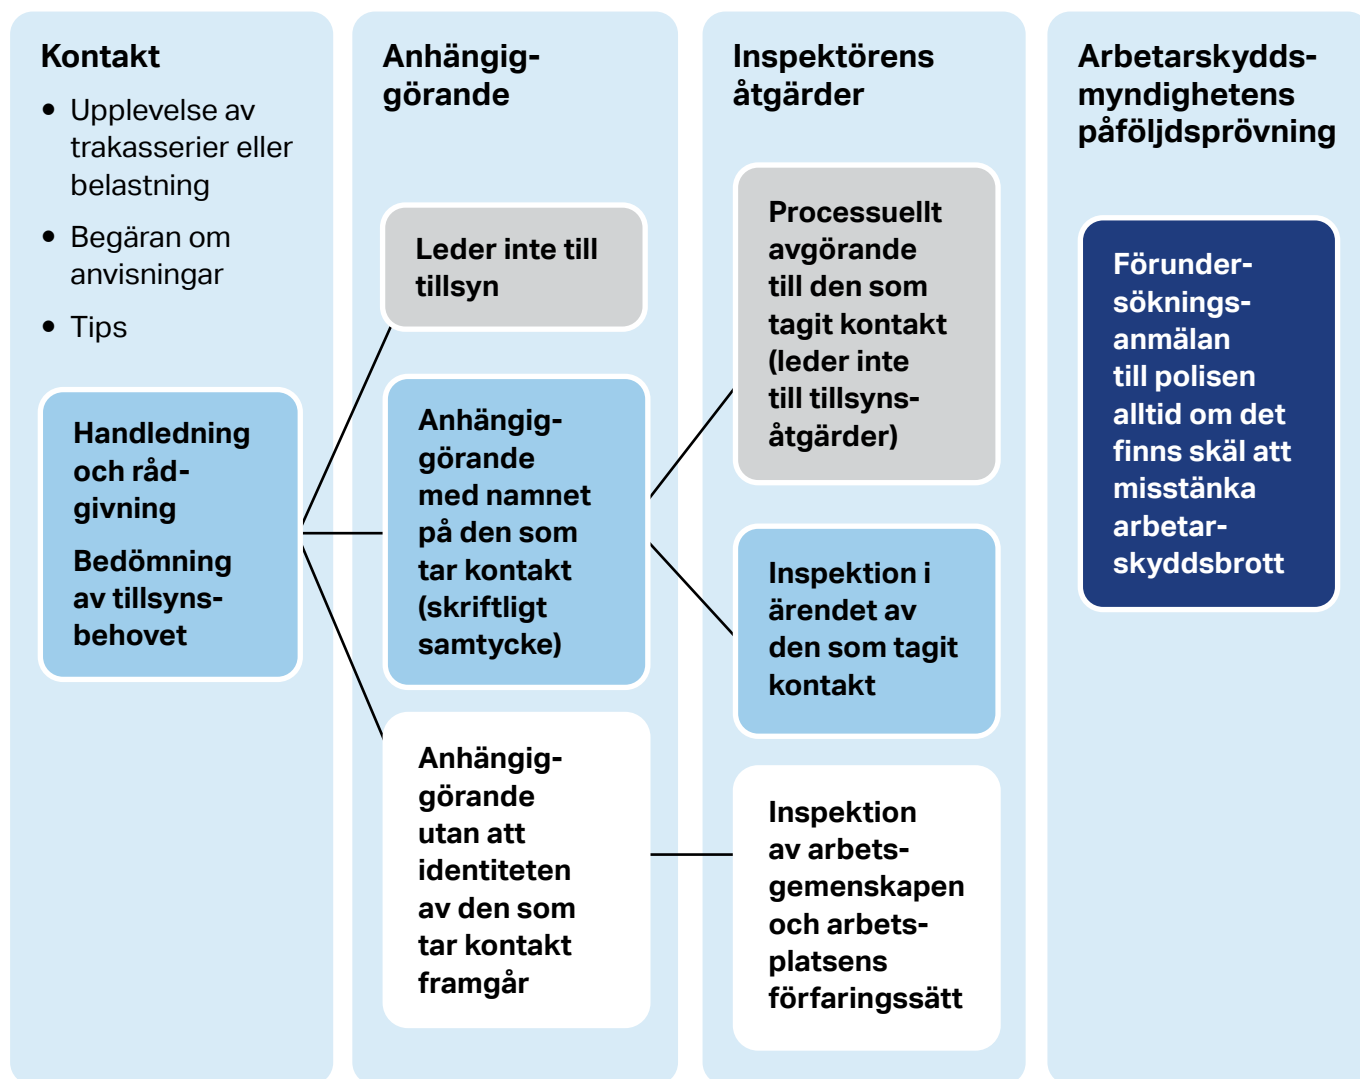 Kontakt
• Upplevelse av
trakasserier eller
belastning
• Begäran om
anvisningar
• Tips
Handledning
och råd-
givning
Bedömning
av tillsyns-
behovet
Anhängig-
görande
Leder inte till
tillsyn
Anhängig-
görande
med namnet
på den som
tar kontakt
(skriftligt
samtycke)
Anhängig-
görande
utan att
identiteten
av den som
tar kontakt
framgår
Inspektörens
åtgärder
Processuellt
avgörande
till den som
tagit kontakt
(leder inte
till tillsyns-
åtgärder)
Inspektion i
ärendet av
den som tagit
kontakt
Inspektion
av arbets-
gemenskapen
och arbets-
platsens
förfaringssätt
Arbetarskydds-
myndighetens
påföljdsprövning
Förunder-
söknings-
anmälan
till polisen
alltid om det
finns skäl att
misstänka
arbetar-
skyddsbrott